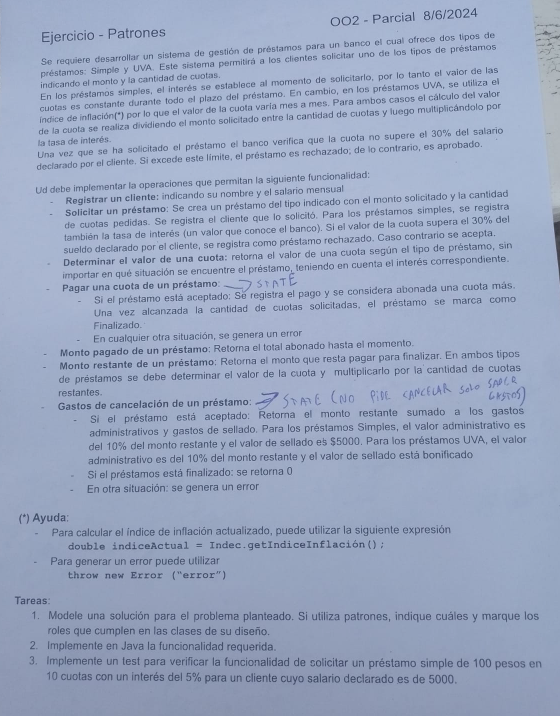 Ejercicio - Patrones
OO2 - Parcial 8/6/2024
Se requiere desarrollar un sistema de gestión de préstamos para un banco el cual ofrece dos tipos de
préstamos: Simple y UVA. Este sistema permitirá a los clientes solicitar uno de los tipos de préstamos
indicando el monto y la cantidad de cuotas.
En los préstamos simples, el interés se establece al momento de solicitarlo, por lo tanto el valor de las
cuotas es constante durante todo el plazo del préstamo. En cambio, en los préstamos UVA, se utiliza el
índice de inflación(*) por lo que el valor de la cuota varía mes a mes. Para ambos casos el cálculo del valor
de la cuota se realiza dividiendo el monto solicitado entre la cantidad de cuotas y luego multiplicándolo por
la tasa de interés.
Una vez que se ha solicitado el préstamo el banco verifica que la cuota no supere el 30% del salario
declarado por el cliente. Si excede este límite, el préstamo es rechazado; de lo contrario, es aprobado.
Ud debe implementar la operaciones que permitan la siguiente funcionalidad:
- Registrar un cliente: indicando su nombre y el salario mensual
- Solicitar un préstamo: Se crea un préstamo del tipo indicado con el monto solicitado y la cantidad
de cuotas pedidas. Se registra el cliente que lo solicitó. Para los préstamos simples, se registra
también la tasa de interés (un valor que conoce el banco). Si el valor de la cuota supera el 30% del
sueldo declarado por el cliente, se registra como préstamo rechazado. Caso contrario se acepta.
- Determinar el valor de una cuota: retorna el valor de una cuota según el tipo de préstamo, sin
importar en qué situación se encuentre el préstamo, teniendo en cuenta el interés correspondiente.
- Pagar una cuota de un préstamo: → STATE
- Si el préstamo está aceptado: Se registra el pago y se considera abonada una cuota más.
Una vez alcanzada la cantidad de cuotas solicitadas, el préstamo se marca como
Finalizado.
- En cualquier otra situación, se genera un error
- Monto pagado de un préstamo: Retorna el total abonado hasta el momento.
- Monto restante de un préstamo: Retorna el monto que resta pagar para finalizar. En ambos tipos
de préstamos se debe determinar el valor de la cuota y multiplicarlo por la cantidad de cuotas
restantes.
- Gastos de cancelación de un préstamo: → STATE (NO PIDE CANCELAR SOLO SABER GASTOS)
- Si el préstamo está aceptado: Retorna el monto restante sumado a los gastos
administrativos y gastos de sellado. Para los préstamos Simples, el valor administrativo es
del 10% del monto restante y el valor de sellado es $5000. Para los préstamos UVA, el valor
administrativo es del 10% del monto restante y el valor de sellado está bonificado
- Si el préstamos está finalizado: se retorna 0
- En otra situación: se genera un error
(*) Ayuda:
- Para calcular el índice de inflación actualizado, puede utilizar la siguiente expresión
double indiceActual = Indec.getIndiceInflación();
- Para generar un error puede utilizar
throw new Error ("error")
Tareas:
1. Modele una solución para el problema planteado. Si utiliza patrones, indique cuáles y marque los
roles que cumplen en las clases de su diseño.
2. Implemente en Java la funcionalidad requerida.
3. Implemente un test para verificar la funcionalidad de solicitar un préstamo simple de 100 pesos en
10 cuotas con un interés del 5% para un cliente cuyo salario declarado es de 5000.